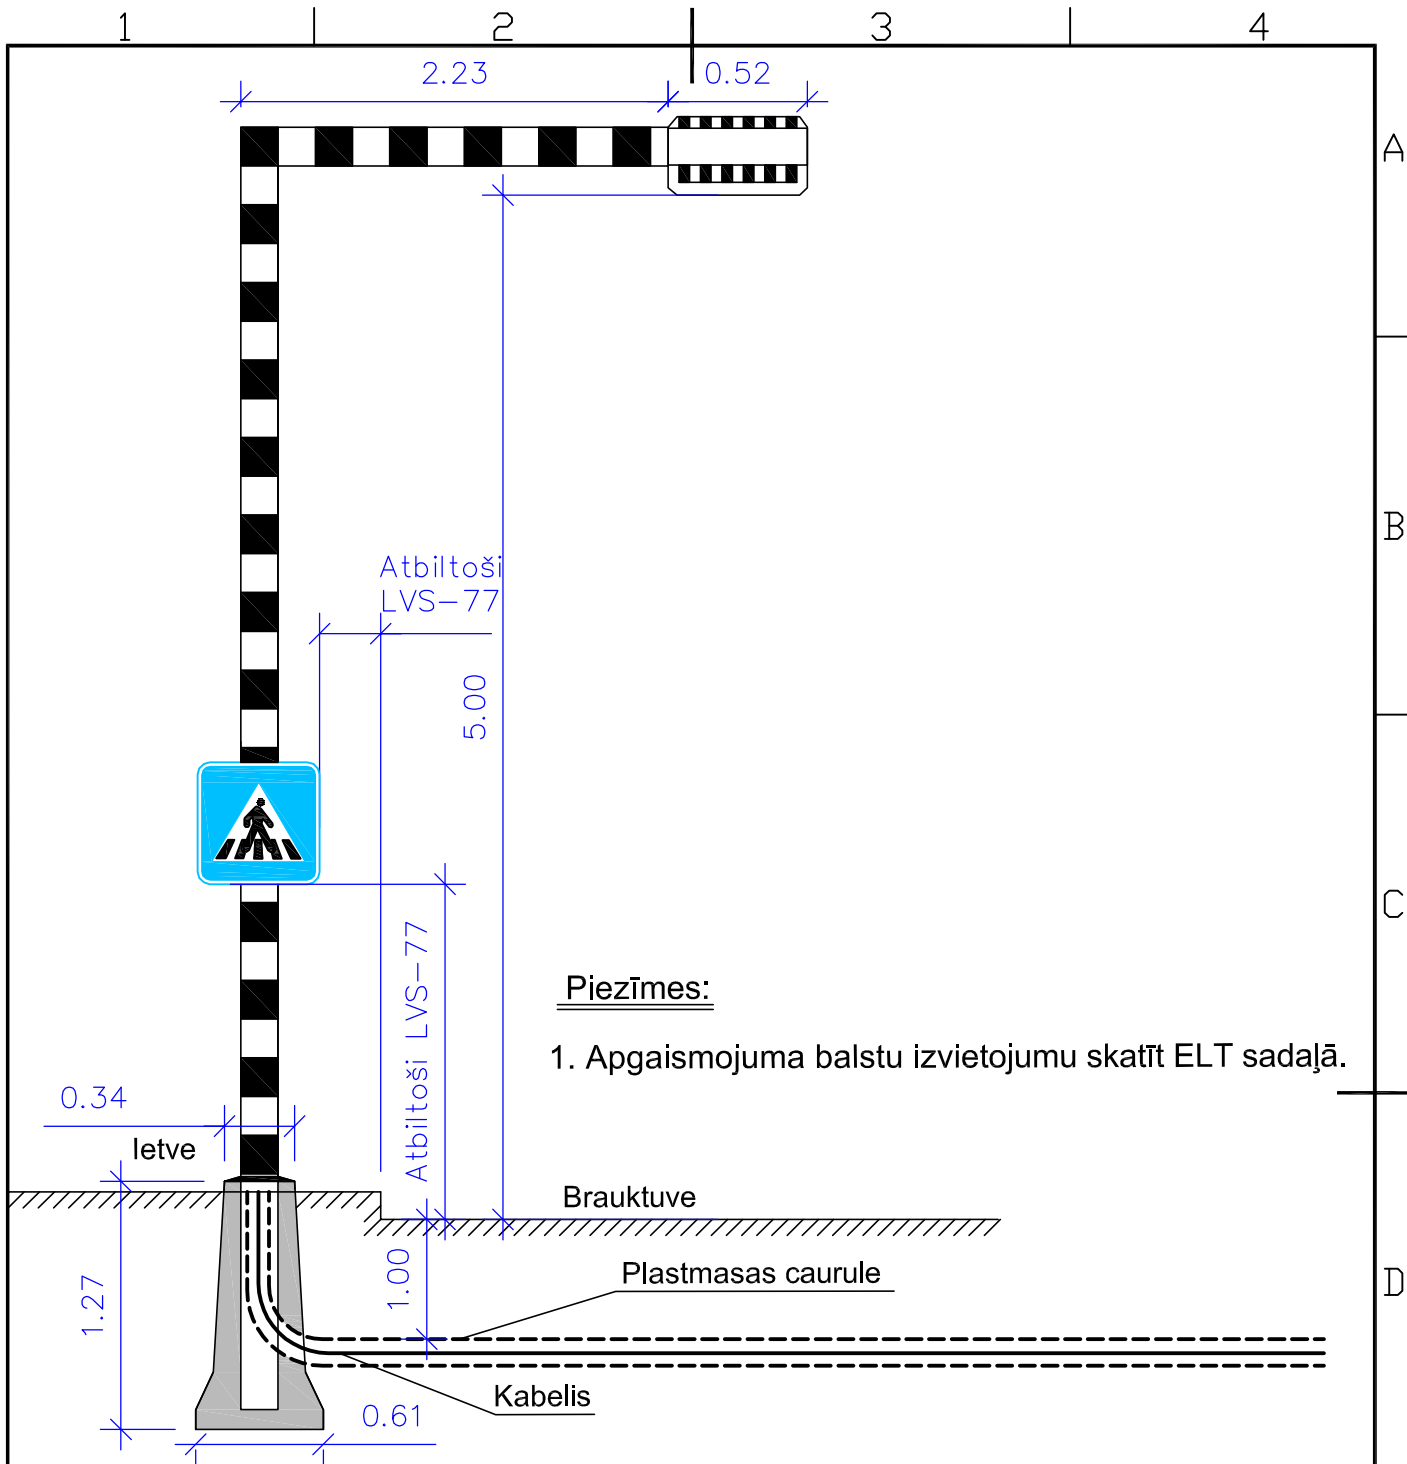 1 2 3 4
2.23 0.52
A
B
Atbiltoši
LVS-77
5.00
C
Atbiltoši LVS-77
Piezīmes:
1. Apgaismojuma balstu izvietojumu skatīt ELT sadaļā.
0.34
Ietve
Brauktuve
1.00
1.27
Plastmasas caurule
D
Kabelis
0.61